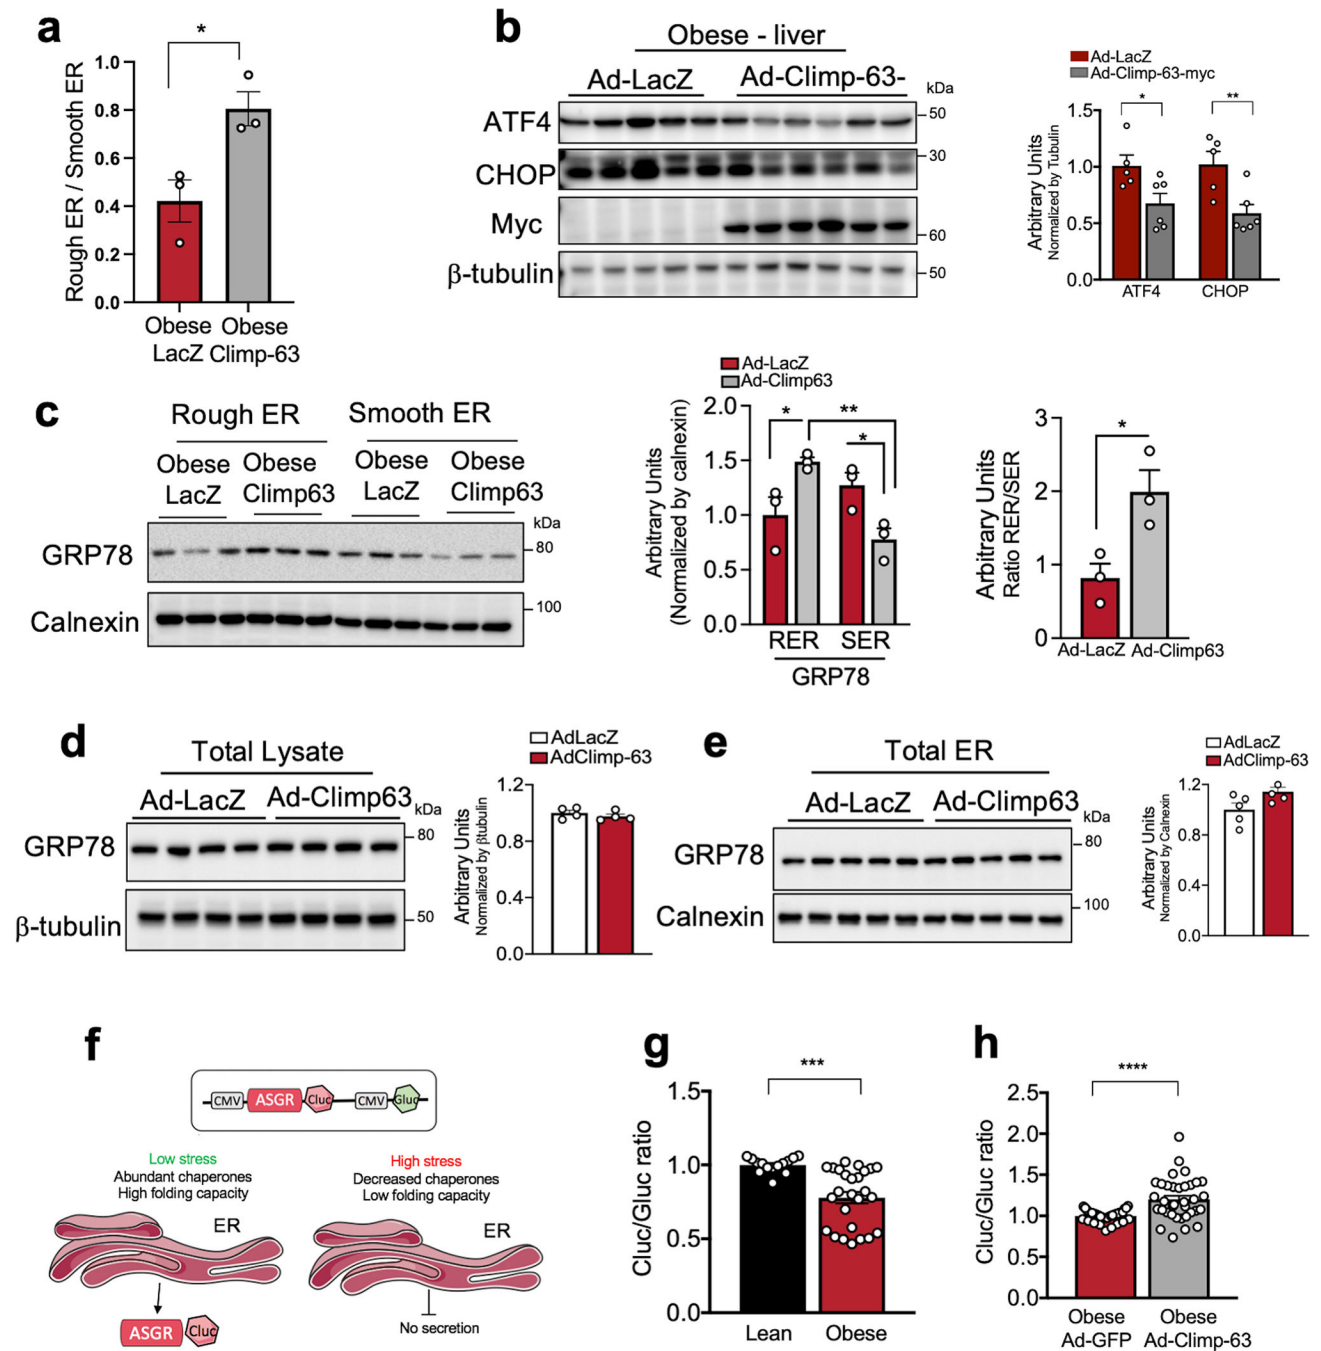 a
*
Rough ER / Smooth ER
1.0
0.8
0.6
0.4
0.2
0.0
Obese
LacZ
Obese
Climp-63
b
Obese - liver
Ad-LacZ
Ad-Climp-63-
kDa
ATF4
50
CHOP
30
Myc
60
β-tubulin
50
Ad-LacZ
Ad-Climp-63-myc
*
**
Arbitrary Units
Normalized by Tubulin
1.5
1.0
0.5
0.0
ATF4
CHOP
c
Rough ER
Smooth ER
Obese
LacZ
Obese
Climp63
Obese
LacZ
Obese
Climp63
kDa
GRP78
80
Calnexin
100
Ad-LacZ
Ad-Climp63
*
**
*
Arbitrary Units
(Normalized by calnexin)
2.0
1.5
1.0
0.5
0.0
RER
SER
GRP78
*
Arbitrary Units
Ratio RER/SER
3
2
1
0
Ad-LacZ
Ad-Climp63
d
Total Lysate
Ad-LacZ
Ad-Climp63
kDa
GRP78
80
β-tubulin
50
AdLacZ
AdClimp-63
Arbitrary Units
Normalized by βtubulin
1.2
0.8
0.4
0.0
e
Total ER
Ad-LacZ
Ad-Climp63
kDa
GRP78
80
Calnexin
100
AdLacZ
AdClimp-63
Arbitrary Units
Normalized by Calnexin
1.2
0.8
0.4
0.0
f
CMV
ASGR
Cluc
CMV
Gluc
Low stress
Abundant chaperones
High folding capacity
ER
ASGR
Cluc
High stress
Decreased chaperones
Low folding capacity
ER
No secretion
g
***
Cluc/Gluc ratio
1.5
1.0
0.5
0.0
Lean
Obese
h
****
Cluc/Gluc ratio
2.5
2.0
1.5
1.0
0.5
0.0
Obese
Ad-GFP
Obese
Ad-Climp-63